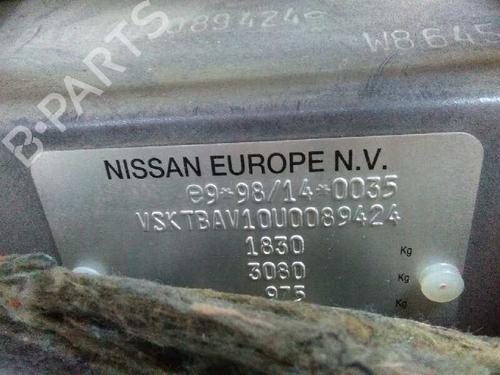 B-PARTS
W8645
NISSAN EUROPE N.V.
e9*98/14*0035
VSKTBAV10U0089424
1830 Kg
3080 Kg
975 Kg